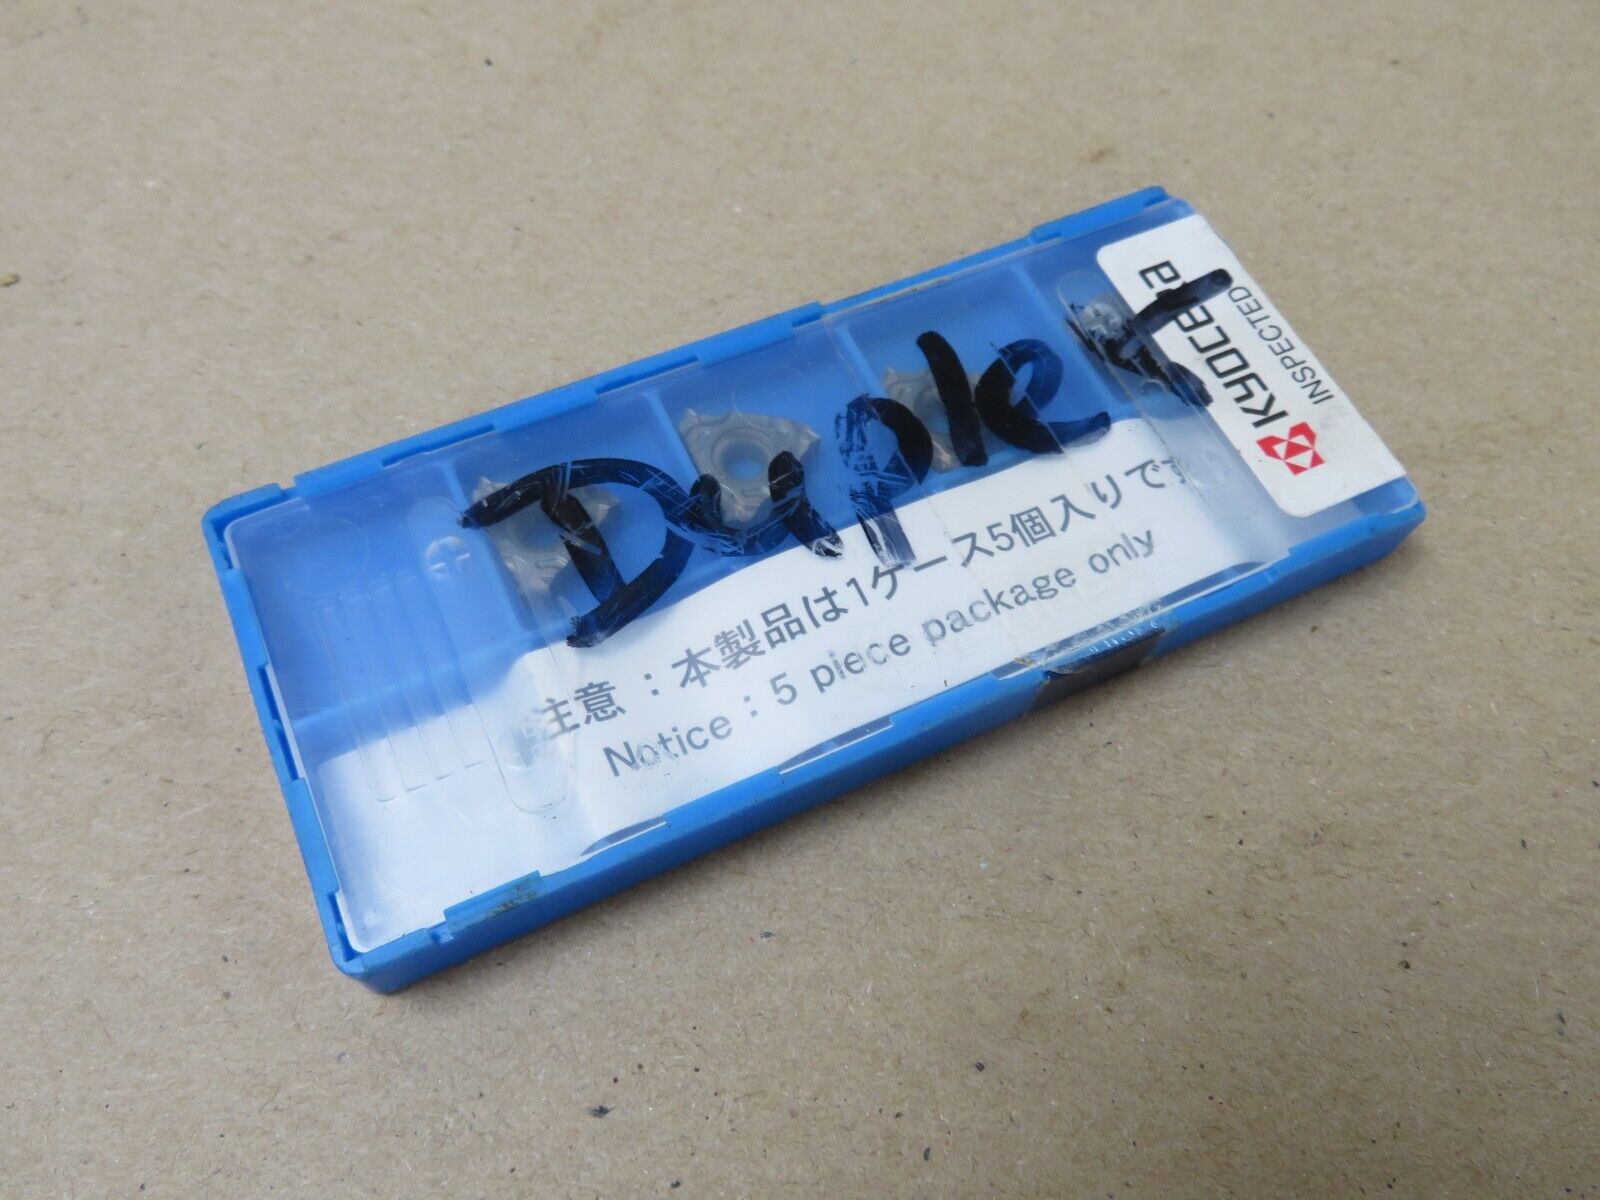 Duplex
KYOCERA
INSPECTED
注意：本製品は1ケース5個入りです
Notice : 5 piece package only